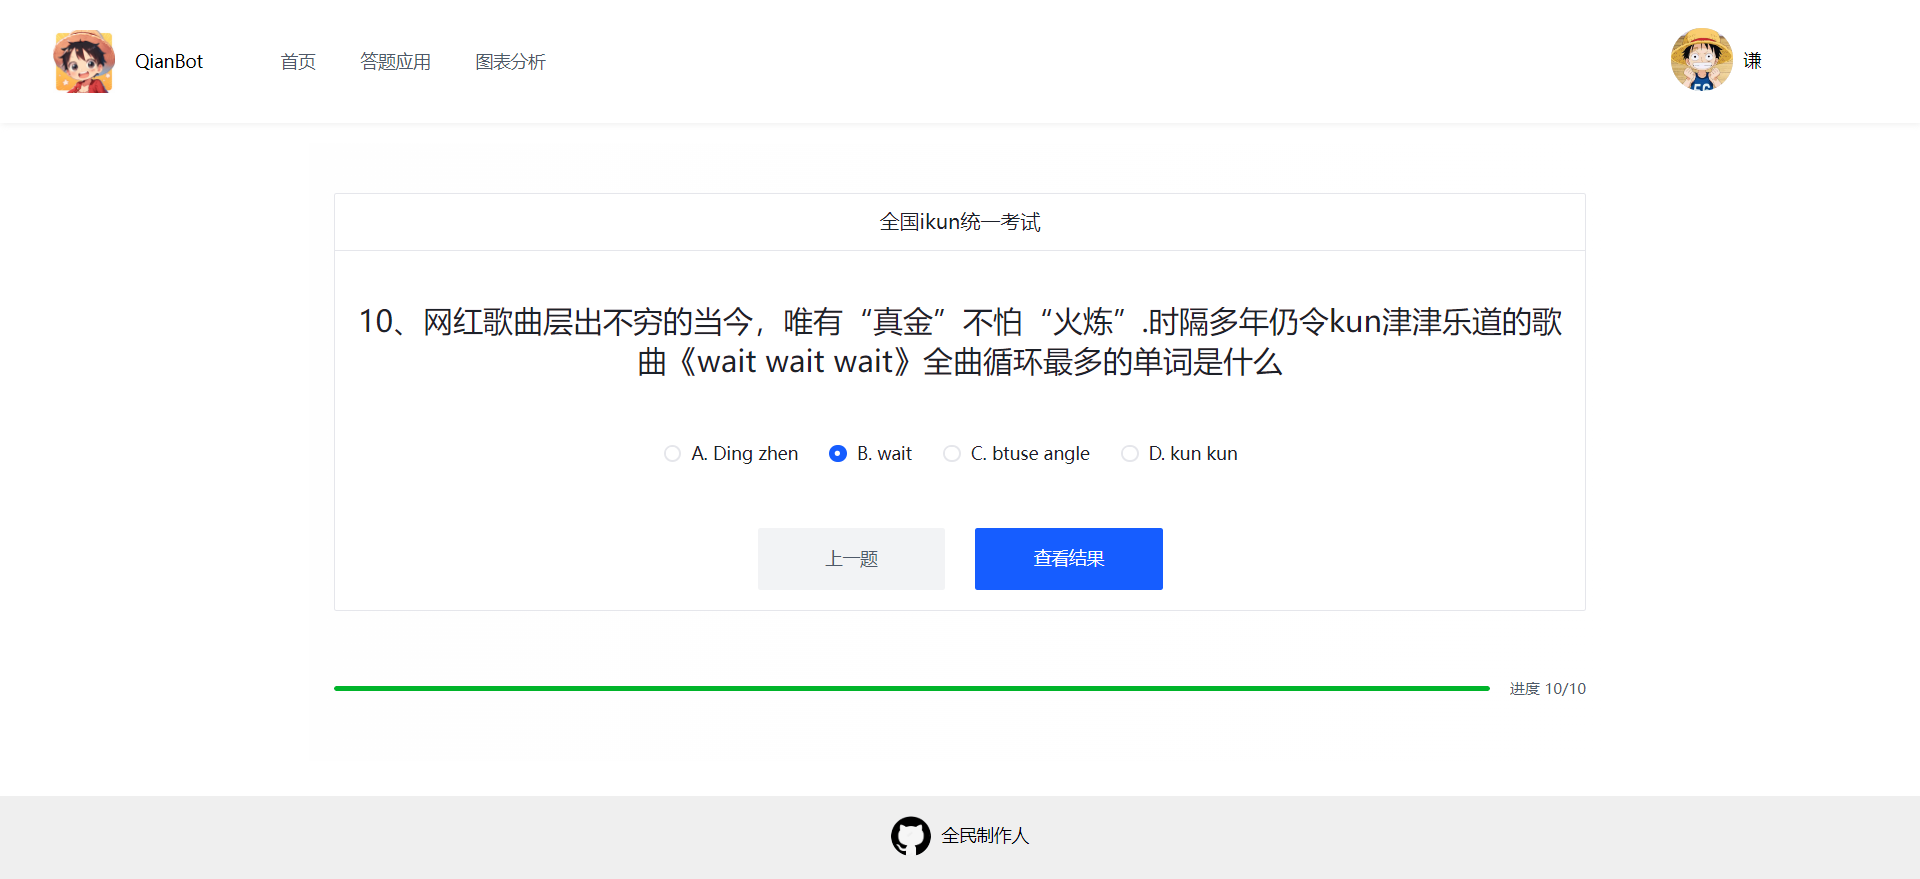 QianBot
首页
答题应用
图表分析
谦
全国ikun统一考试
10、网红歌曲层出不穷的当今，唯有“真金”不怕“火炼”.时隔多年仍令kun津津乐道的歌
曲《wait wait wait》全曲循环最多的单词是什么
A. Ding zhen
B. wait
C. btuse angle
D. kun kun
上一题
查看结果
进度 10/10
全民制作人